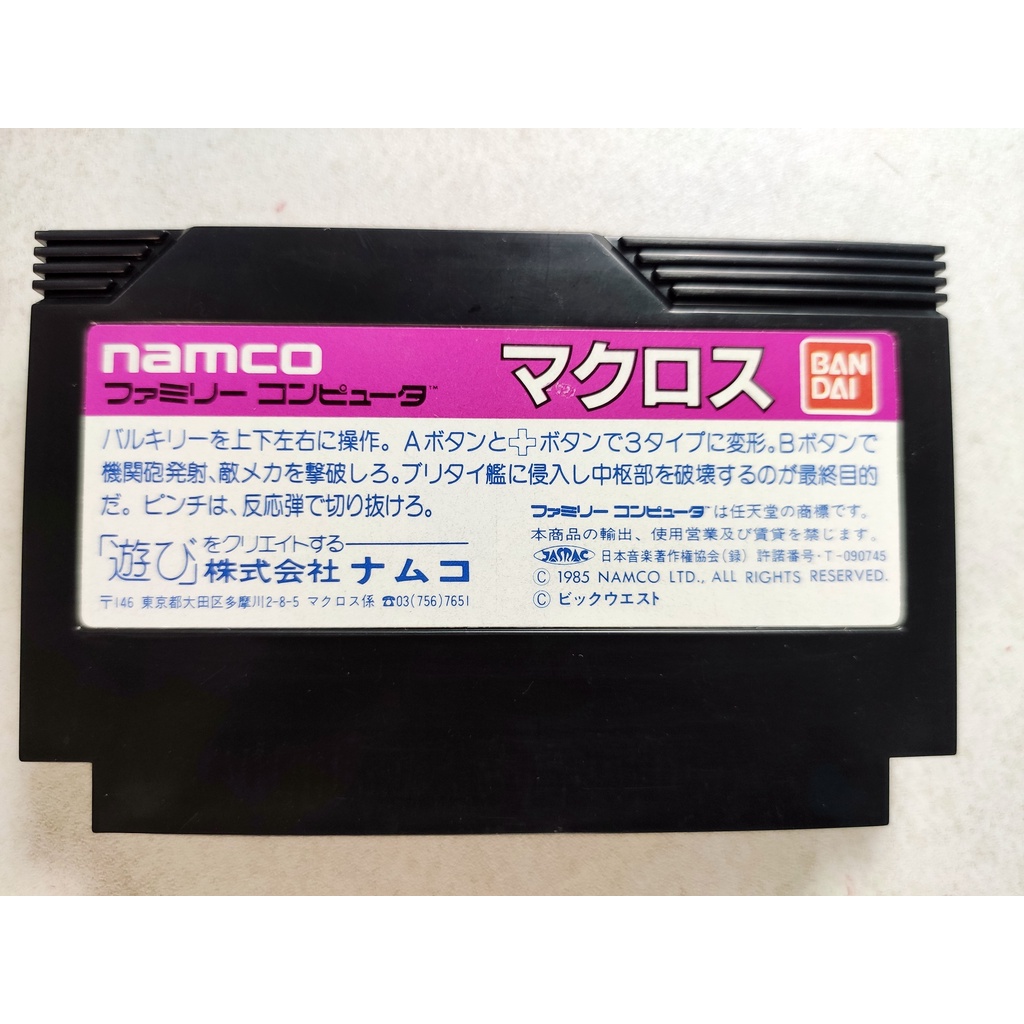 namco
ファミリー コンピュータ™
マクロス
BAN
DAI
バルキリーを上下左右に操作。Aボタンと✚ボタンで3タイプに変形。Bボタンで
機関砲発射、敵メカを撃破しろ。ブリタイ艦に侵入し中枢部を破壊するのが最終目的
だ。ピンチは、反応弾で切り抜けろ。
「遊び」をクリエイトする
株式会社 ナムコ
〒146 東京都大田区多摩川2-8-5 マクロス係 ☎03(756)7651
ファミリー コンピュータ™は任天堂の商標です。
本商品の輸出、使用営業及び賃貸を禁じます。
JASRAC 日本音楽著作権協会(録) 許諾番号・T-090745
© 1985 NAMCO LTD., ALL RIGHTS RESERVED.
© ビックウエスト